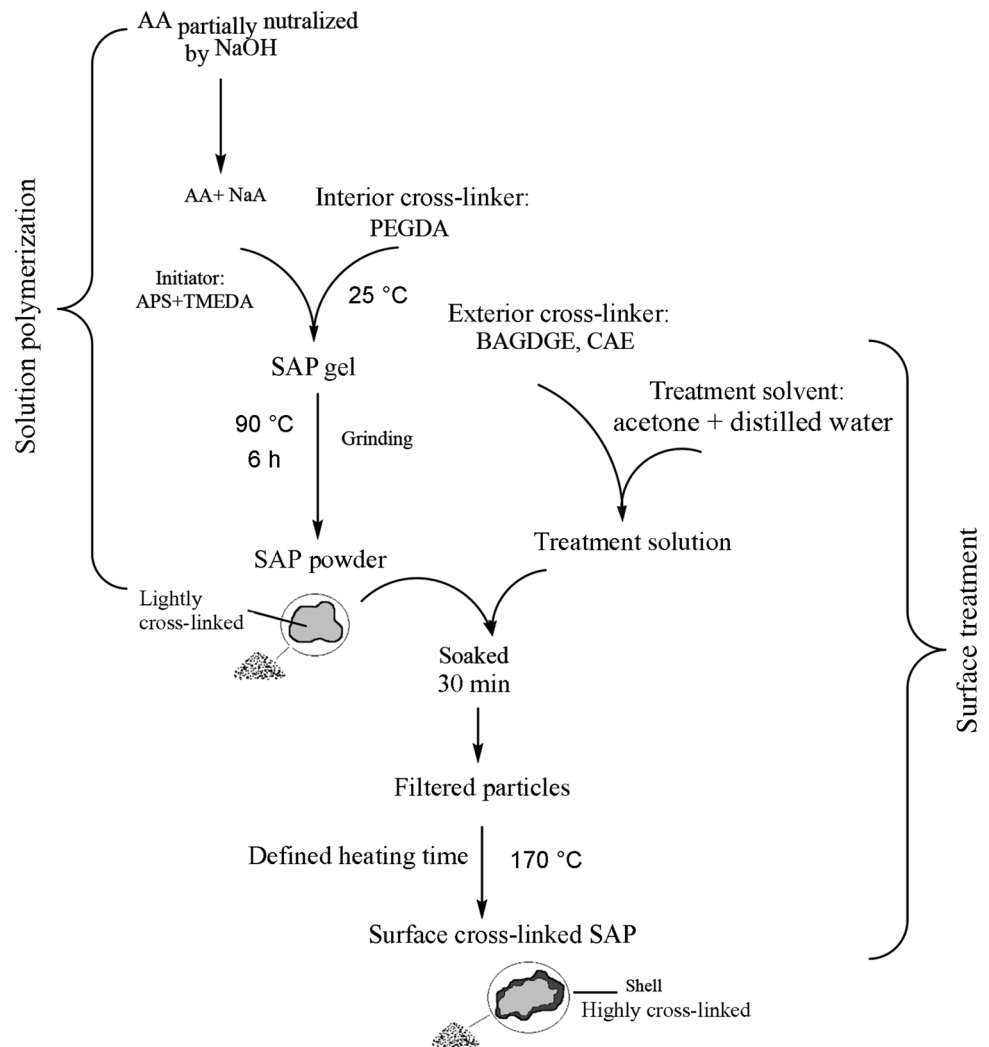 AA partially nutralized
by NaOH
AA+ NaA
Interior cross-linker:
PEGDA
Initiator:
APS+TMEDA
25 °C
SAP gel
90 °C
6 h
Grinding
SAP powder
Lightly
cross-linked
Solution polymerization
Exterior cross-linker:
BAGDGE, CAE
Treatment solvent:
acetone + distilled water
Treatment solution
Soaked
30 min
Filtered particles
Defined heating time
170 °C
Surface cross-linked SAP
Shell
Highly cross-linked
Surface treatment